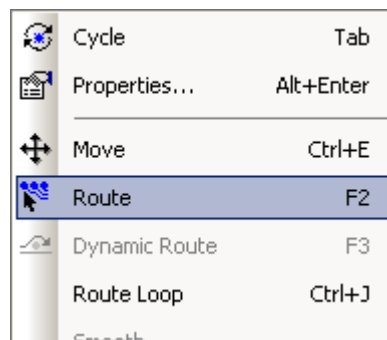 Cycle Tab
Properties... Alt+Enter
Move Ctrl+E
Route F2
Dynamic Route F3
Route Loop Ctrl+J